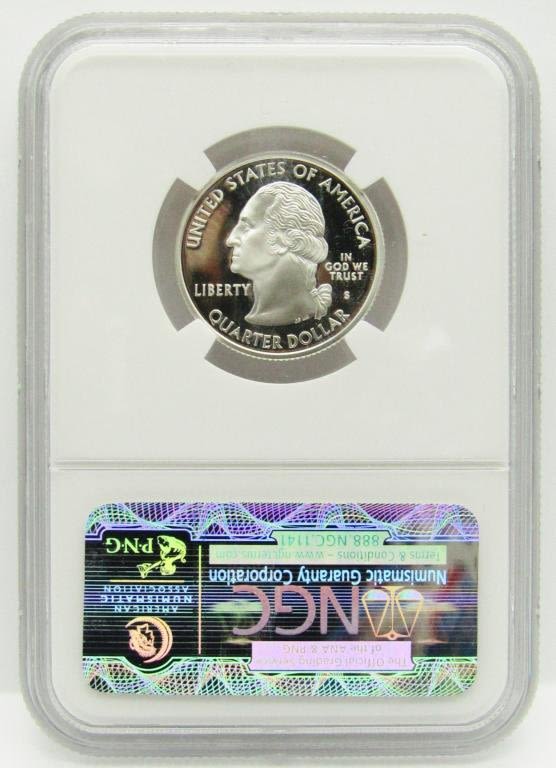 UNITED STATES OF AMERICA
LIBERTY
IN
GOD WE
TRUST
S
QUARTER DOLLAR
The Official Grading Service
of the ANA & PNG
NGC
Numismatic Guaranty Corporation
Terms & Conditions – www.ngcterms.com
888.NGC.1141
AMERICAN
NUMISMATIC
ASSOCIATION
P·N·G